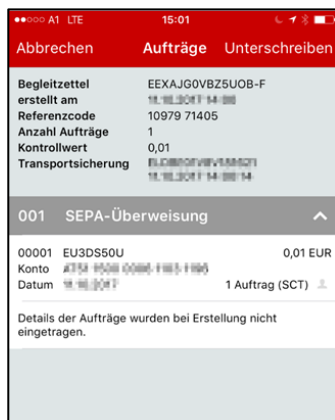 A1 LTE 15:01
Abbrechen Aufträge Unterschreiben
Begleitzettel EEXAJG0VBZ5UOB-F
erstellt am
Referenzcode 10979 71405
Anzahl Aufträge 1
Kontrollwert 0,01
Transportsicherung
001 SEPA-Überweisung
00001 EU3DS50U 0,01 EUR
Konto
Datum 1 Auftrag (SCT)
Details der Aufträge wurden bei Erstellung nicht
eingetragen.